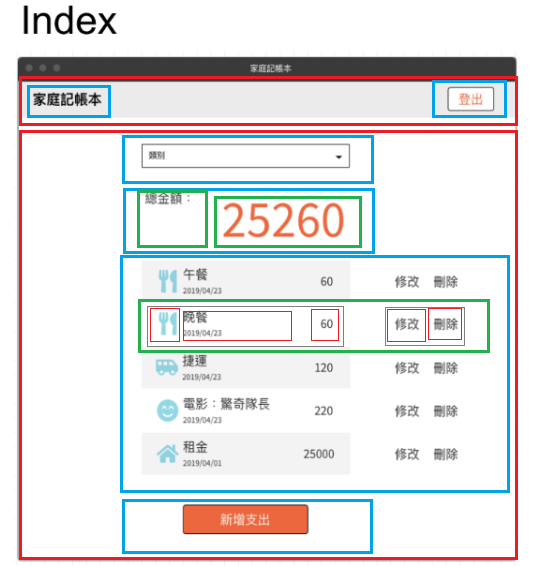 Index
家庭記帳本
家庭記帳本
登出
類別
總金額：
25260
午餐 60 修改 刪除
2019/04/23
晚餐 60 修改 刪除
2019/04/23
捷運 120 修改 刪除
2019/04/23
電影：驚奇隊長 220 修改 刪除
2019/04/23
租金 25000 修改 刪除
2019/04/01
新增支出